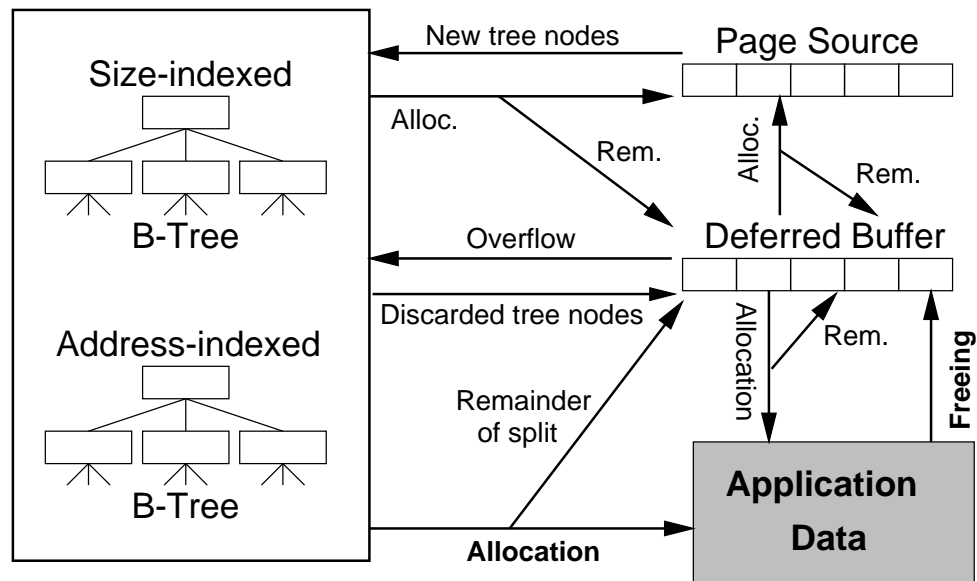 New tree nodes
Page Source
Size-indexed
Alloc.
Rem.
Alloc.
Rem.
B-Tree
Overflow
Deferred Buffer
Discarded tree nodes
Address-indexed
Allocation
Rem.
Freeing
Remainder
of split
B-Tree
Application
Data
Allocation